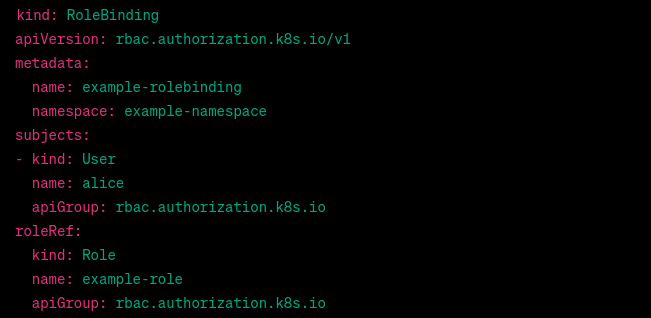 kind: RoleBinding
apiVersion: rbac.authorization.k8s.io/v1
metadata:
  name: example-rolebinding
  namespace: example-namespace
subjects:
- kind: User
  name: alice
  apiGroup: rbac.authorization.k8s.io
roleRef:
  kind: Role
  name: example-role
  apiGroup: rbac.authorization.k8s.io